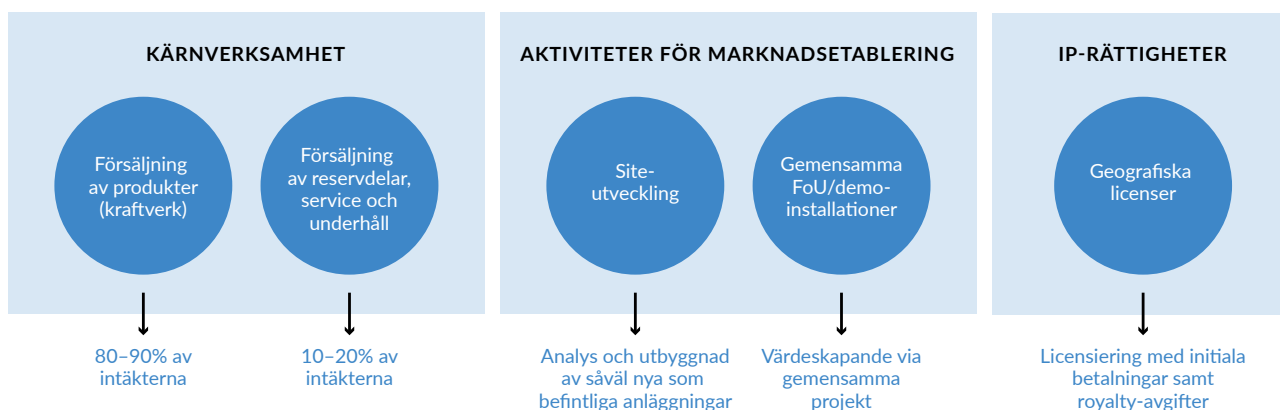 KÄRNVERKSAMHET
Försäljning
av produkter
(kraftverk)
Försäljning
av reservdelar,
service och
underhåll
80–90% av
intäkterna
10–20% av
intäkterna
AKTIVITETER FÖR MARKNADSETABLERING
Site-
utveckling
Gemensamma
FoU/demo-
installationer
Analys och utbyggnad
av såväl nya som
befintliga anläggningar
Värdeskapande via
gemensamma
projekt
IP-RÄTTIGHETER
Geografiska
licenser
Licensiering med initiala
betalningar samt
royalty-avgifter